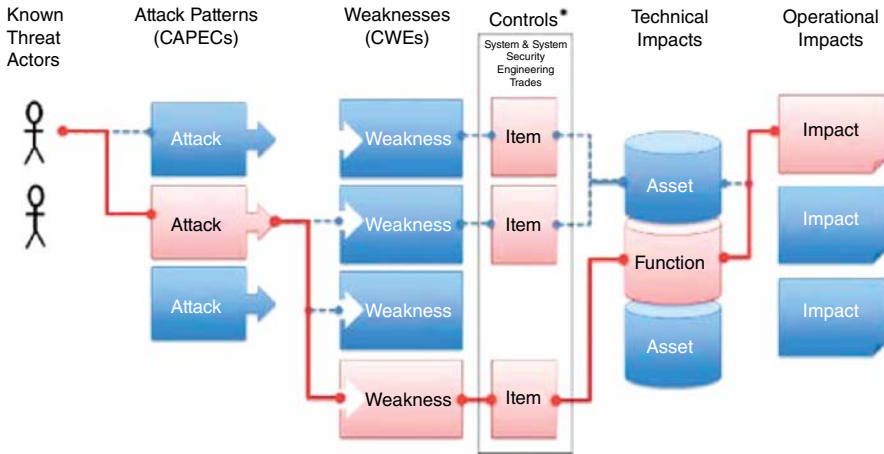 Known
Threat
Actors
Attack Patterns
(CAPECs)
Weaknesses
(CWEs)
Controls*
System & System
Security
Engineering
Trades
Technical
Impacts
Operational
Impacts
Attack
Weakness
Item
Asset
Impact
Attack
Weakness
Item
Function
Impact
Attack
Weakness
Asset
Impact
Weakness
Item